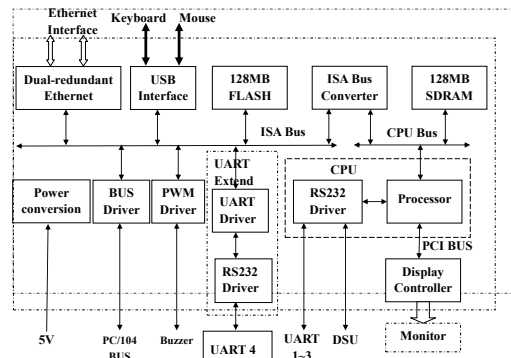 Ethernet
Interface
Keyboard
Mouse
Dual-redundant
Ethernet
USB
Interface
128MB
FLASH
ISA Bus
Converter
128MB
SDRAM
ISA Bus
CPU Bus
UART
Extend
CPU
Power
conversion
BUS
Driver
PWM
Driver
UART
Driver
RS232
Driver
Processor
PCI BUS
RS232
Driver
Display
Controller
5V
PC/104
BUS
Buzzer
UART 4
UART
1~3
DSU
Monitor